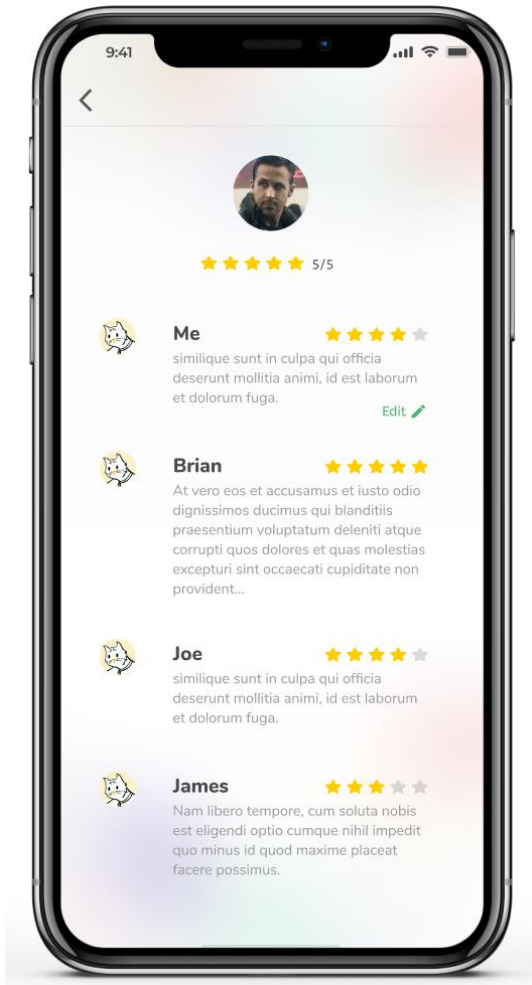 9:41
5/5
Me
similique sunt in culpa qui officia
deserunt mollitia animi, id est laborum
et dolorum fuga.
Edit
Brian
At vero eos et accusamus et iusto odio
dignissimos ducimus qui blanditiis
praesentium voluptatum deleniti atque
corrupti quos dolores et quas molestias
excepturi sint occaecati cupiditate non
provident...
Joe
similique sunt in culpa qui officia
deserunt mollitia animi, id est laborum
et dolorum fuga.
James
Nam libero tempore, cum soluta nobis
est eligendi optio cumque nihil impedit
quo minus id quod maxime placeat
facere possimus.